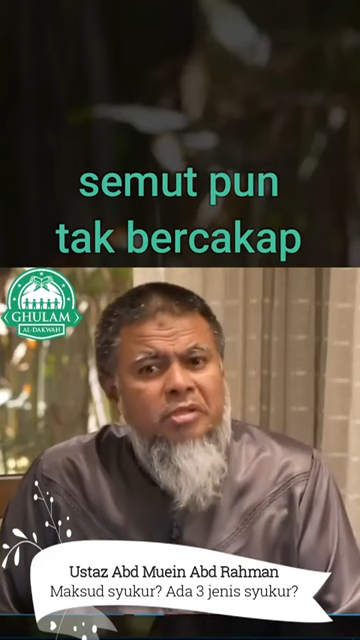 semut pun
tak bercakap
GHULAM
AL-DAKWAH
Ustaz Abd Muein Abd Rahman
Maksud syukur? Ada 3 jenis syukur?